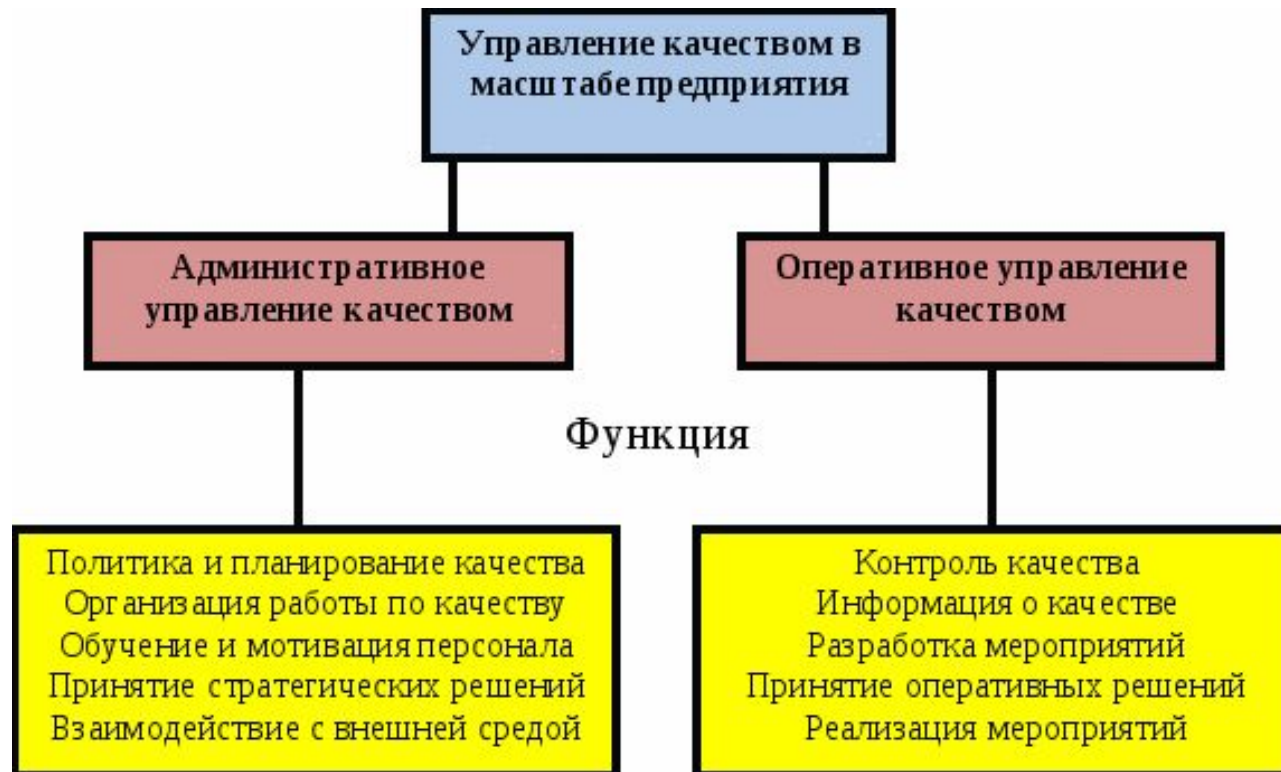 Управление качеством в
масштабе предприятия
Административное
управление качеством
Оперативное управление
качеством
Функция
Политика и планирование качества
Организация работы по качеству
Обучение и мотивация персонала
Принятие стратегических решений
Взаимодействие с внешней средой
Контроль качества
Информация о качестве
Разработка мероприятий
Принятие оперативных решений
Реализация мероприятий